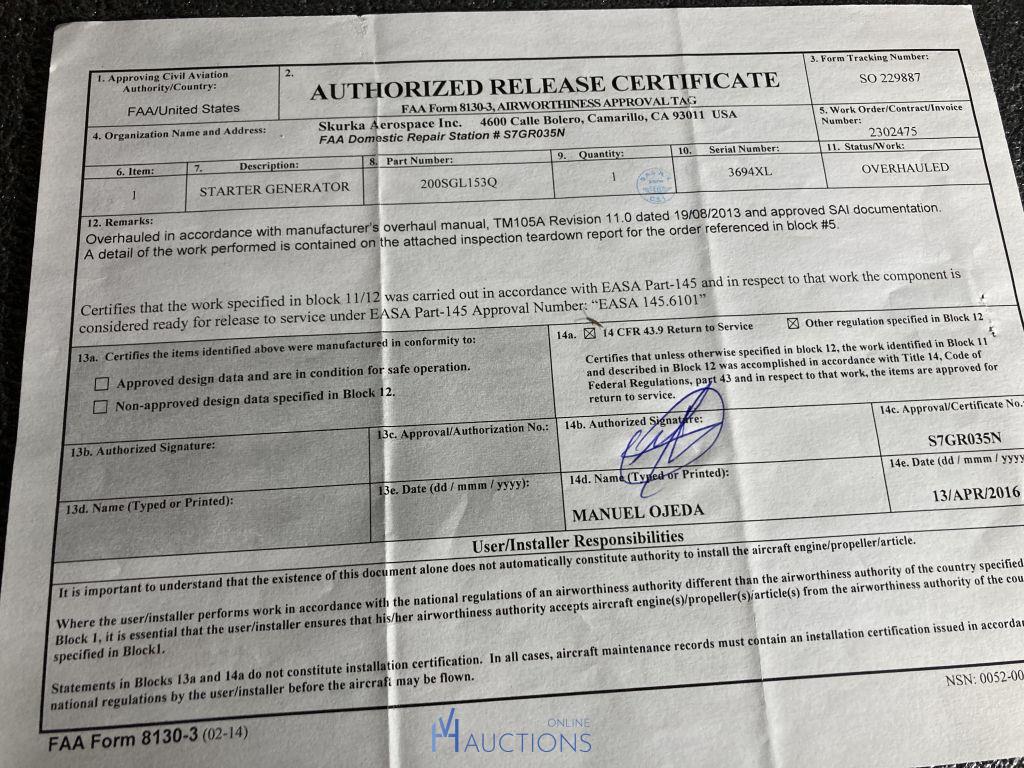 1. Approving Civil Aviation
Authority/Country:
FAA/United States
2.
AUTHORIZED RELEASE CERTIFICATE
FAA Form 8130-3, AIRWORTHINESS APPROVAL TAG
3. Form Tracking Number:
SO 229887
4. Organization Name and Address:
Skurka Aerospace Inc. 4600 Calle Bolero, Camarillo, CA 93011 USA
FAA Domestic Repair Station # S7GR035N
5. Work Order/Contract/Invoice
Number:
2302475
6. Item: 7. Description: 8. Part Number: 9. Quantity: 10. Serial Number: 11. Status/Work:
1 STARTER GENERATOR 200SGL153Q 1 3694XL OVERHAULED
12. Remarks:
Overhauled in accordance with manufacturer's overhaul manual, TM105A Revision 11.0 dated 19/08/2013 and approved SAI documentation.
A detail of the work performed is contained on the attached inspection teardown report for the order referenced in block #5.
Certifies that the work specified in block 11/12 was carried out in accordance with EASA Part-145 and in respect to that work the component is
considered ready for release to service under EASA Part-145 Approval Number: “EASA 145.6101”
13a. Certifies the items identified above were manufactured in conformity to:
Approved design data and are in condition for safe operation.
Non-approved design data specified in Block 12.
14a. ☒ 14 CFR 43.9 Return to Service ☒ Other regulation specified in Block 12
Certifies that unless otherwise specified in block 12, the work identified in Block 11
and described in Block 12 was accomplished in accordance with Title 14, Code of
Federal Regulations, part 43 and in respect to that work, the items are approved for
return to service.
13b. Authorized Signature:
13c. Approval/Authorization No.:
14b. Authorized Signature:
14c. Approval/Certificate No.
S7GR035N
13d. Name (Typed or Printed):
13e. Date (dd / mmm / yyyy):
14d. Name (Typed or Printed):
MANUEL OJEDA
14e. Date (dd / mmm / yyyy
13/APR/2016
User/Installer Responsibilities
It is important to understand that the existence of this document alone does not automatically constitute authority to install the aircraft engine/propeller/article.
Where the user/installer performs work in accordance with the national regulations of an airworthiness authority different than the airworthiness authority of the country specified
Block 1, it is essential that the user/installer ensures that his/her airworthiness authority accepts aircraft engine(s)/propeller(s)/article(s) from the airworthiness authority of the cou
specified in Block1.
Statements in Blocks 13a and 14a do not constitute installation certification. In all cases, aircraft maintenance records must contain an installation certification issued in accorda
national regulations by the user/installer before the aircraft may be flown.
FAA Form 8130-3 (02-14)
NSN: 0052-00
ONLINE
AUCTIONS